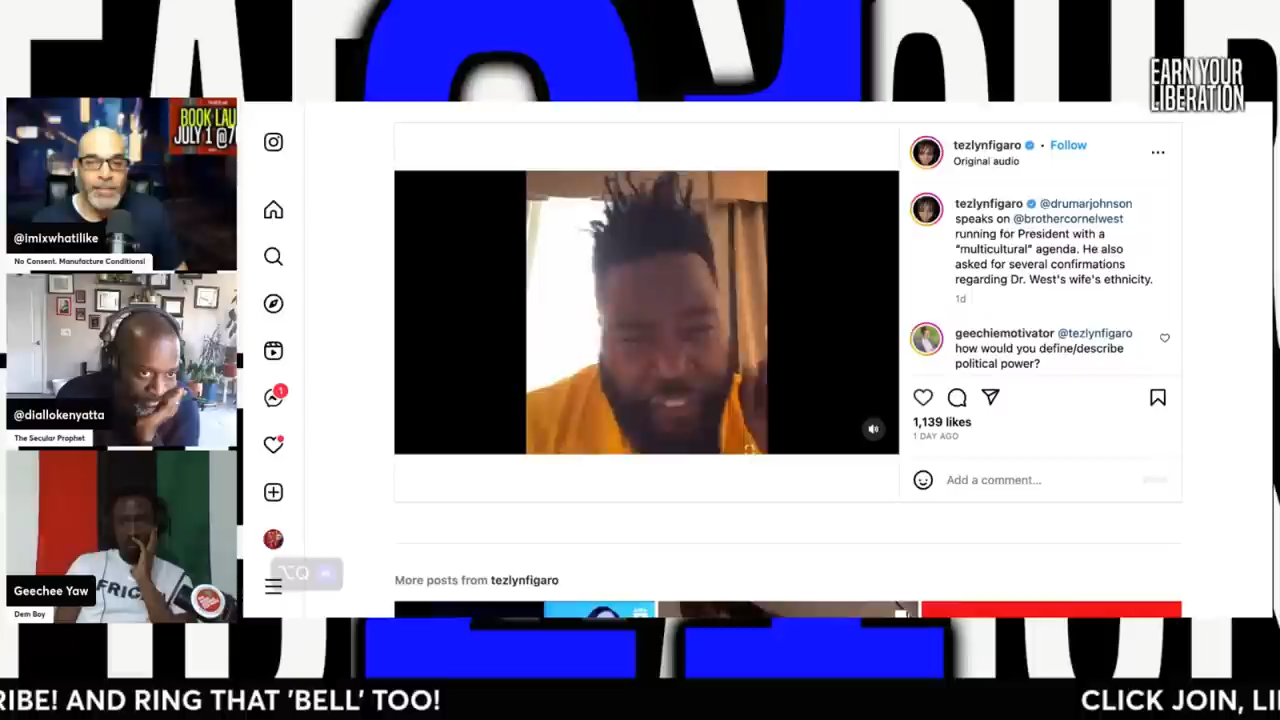 EARN YOUR
LIBERATION
BOOK LAU
JULY 1 @7
@imixwhatilike
No Consent. Manufacture Conditions!
@diallokenyatta
The Secular Prophet
AFRIC
Geechee Yaw
Dem Boy
1
⌥Q
tezlynfigaro • Follow
Original audio
tezlynfigaro @drumarjohnson
speaks on @brothercornelwest
running for President with a
“multicultural” agenda. He also
asked for several confirmations
regarding Dr. West's wife's ethnicity.
1d
geechiemotivator @tezlynfigaro
how would you define/describe
political power?
1,139 likes
1 DAY AGO
Add a comment...
More posts from tezlynfigaro
RIBE! AND RING THAT 'BELL' TOO!
CLICK JOIN, LI